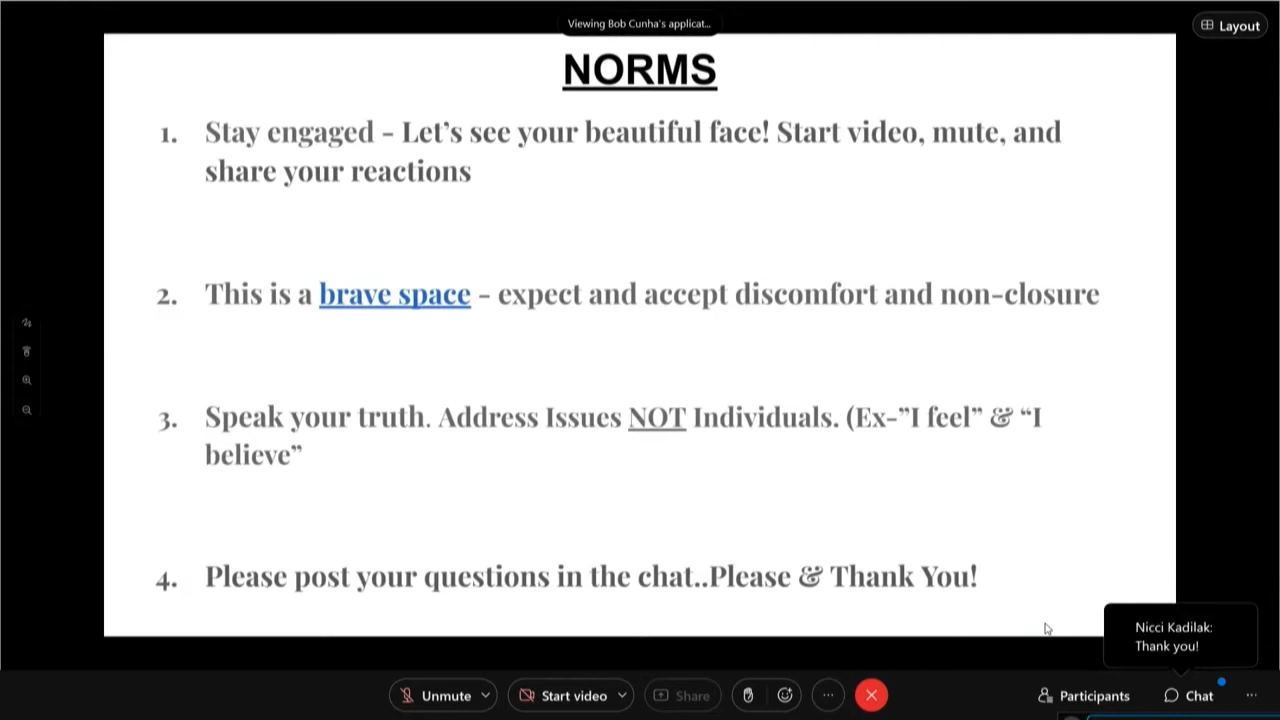 Viewing Bob Cunha's applicat...
Layout
NORMS
1. Stay engaged - Let’s see your beautiful face! Start video, mute, and
share your reactions
2. This is a brave space - expect and accept discomfort and non-closure
3. Speak your truth. Address Issues NOT Individuals. (Ex-”I feel” & “I
believe”
4. Please post your questions in the chat..Please & Thank You!
Nicci Kadilak:
Thank you!
Unmute
Start video
Share
Participants
Chat